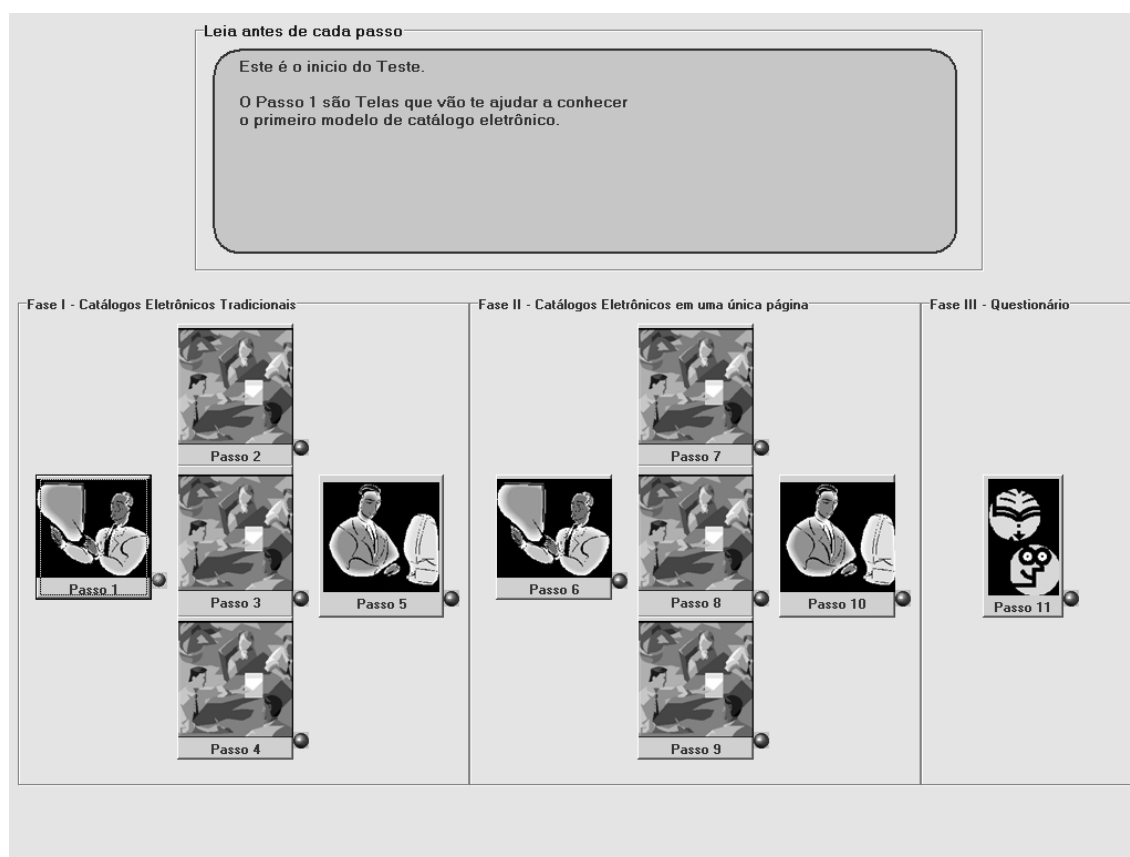 Leia antes de cada passo
Este é o inicio do Teste.
O Passo 1 são Telas que vão te ajudar a conhecer
o primeiro modelo de catálogo eletrônico.
Fase I - Catálogos Eletrônicos Tradicionais
Passo 1
Passo 2
Passo 3
Passo 4
Passo 5
Fase II - Catálogos Eletrônicos em uma única página
Passo 6
Passo 7
Passo 8
Passo 9
Passo 10
Fase III - Questionário
Passo 11